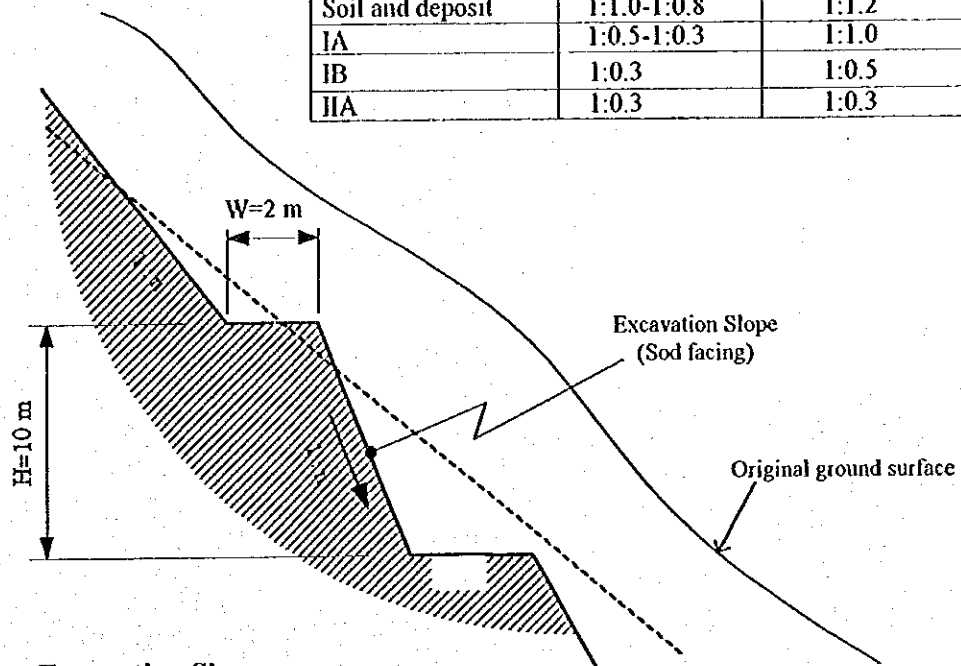 Soil and deposit 1:1.0-1:0.8 1:1.2
IA 1:0.5-1:0.3 1:1.0
IB 1:0.3 1:0.5
IIA 1:0.3 1:0.3
W=2 m
Excavation Slope
(Sod facing)
H=10 m
Original ground surface